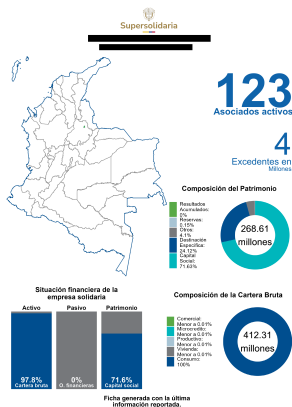 Supersolidaria
123
Asociados activos
4
Excedentes en
Millones
Composición del Patrimonio
Resultados
Acumulados:
0%
Reservas:
0.15%
Otros:
4.1%
Destinación
Específica:
24.12%
Capital
Social:
71.63%
268.61
millones
Situación financiera de la
empresa solidaria
Activo
Pasivo
Patrimonio
97.8%
Cartera bruta
0%
O. financieras
71.6%
Capital social
Composición de la Cartera Bruta
Comercial:
Menor a 0.01%
Microcredito:
Menor a 0.01%
Productivo:
Menor a 0.01%
Vivienda:
Menor a 0.01%
Consumo:
100%
412.31
millones
Ficha generada con la última
información reportada.